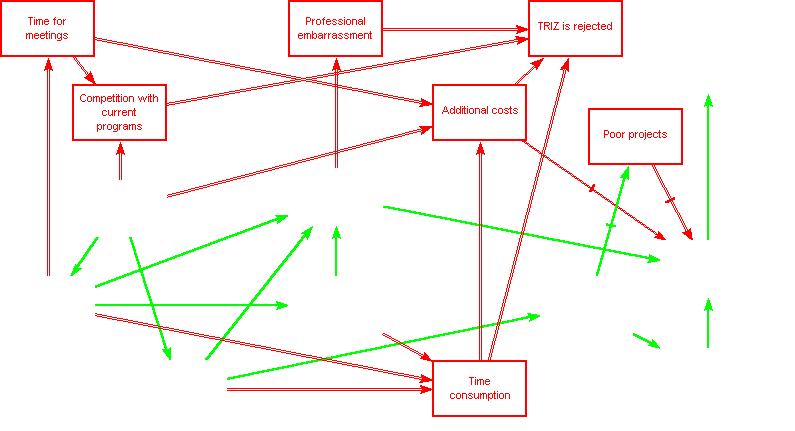 Time for
meetings
Professional
embarrassment
TRIZ is rejected
Competition with
current
programs
Additional costs
Poor projects
Time
consumption